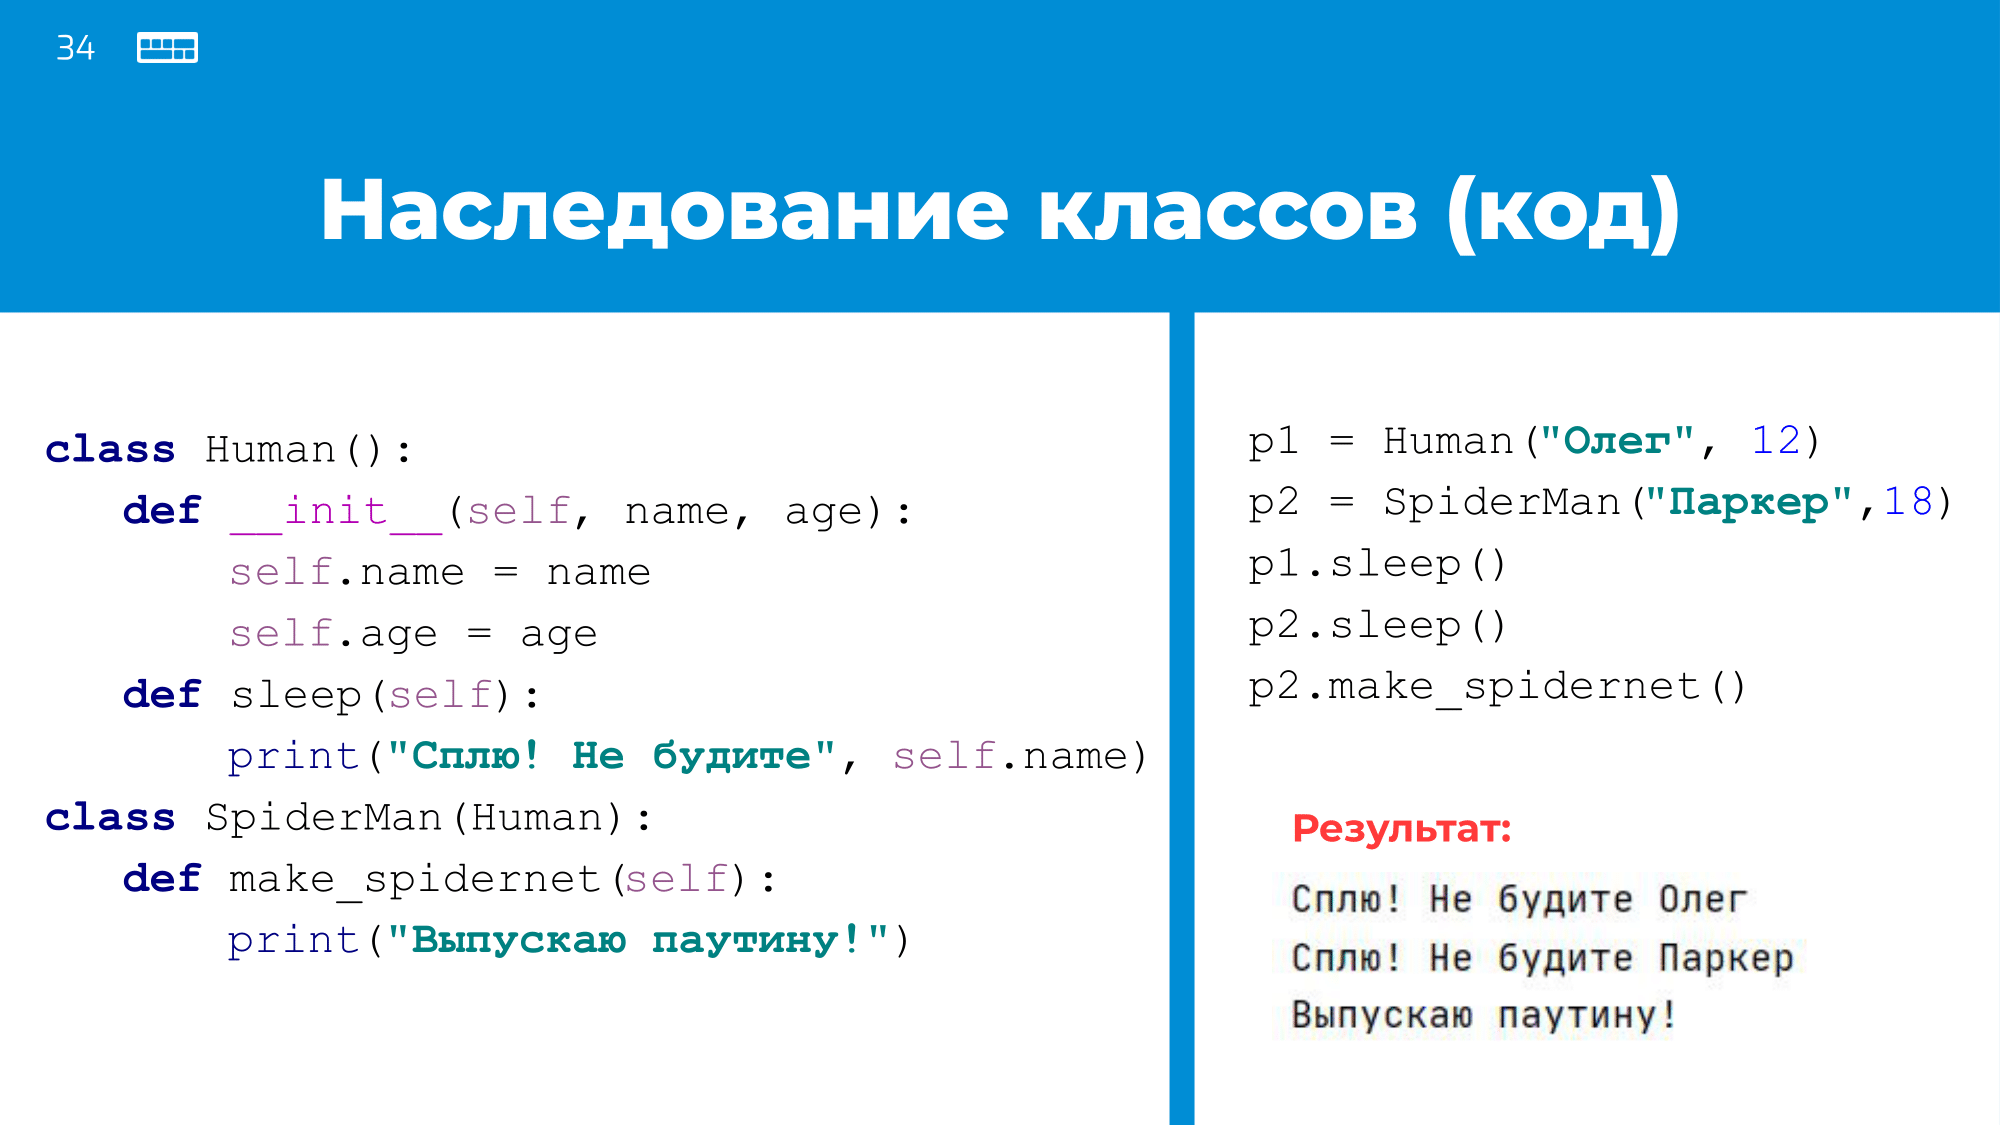 34
Наследование классов (код)
class Human():
    def __init__(self, name, age):
        self.name = name
        self.age = age
    def sleep(self):
        print("Сплю! Не будите", self.name)
class SpiderMan(Human):
    def make_spidernet(self):
        print("Выпускаю паутину!")
p1 = Human("Олег", 12)
p2 = SpiderMan("Паркер",18)
p1.sleep()
p2.sleep()
p2.make_spidernet()
Результат:
Сплю! Не будите Олег
Сплю! Не будите Паркер
Выпускаю паутину!